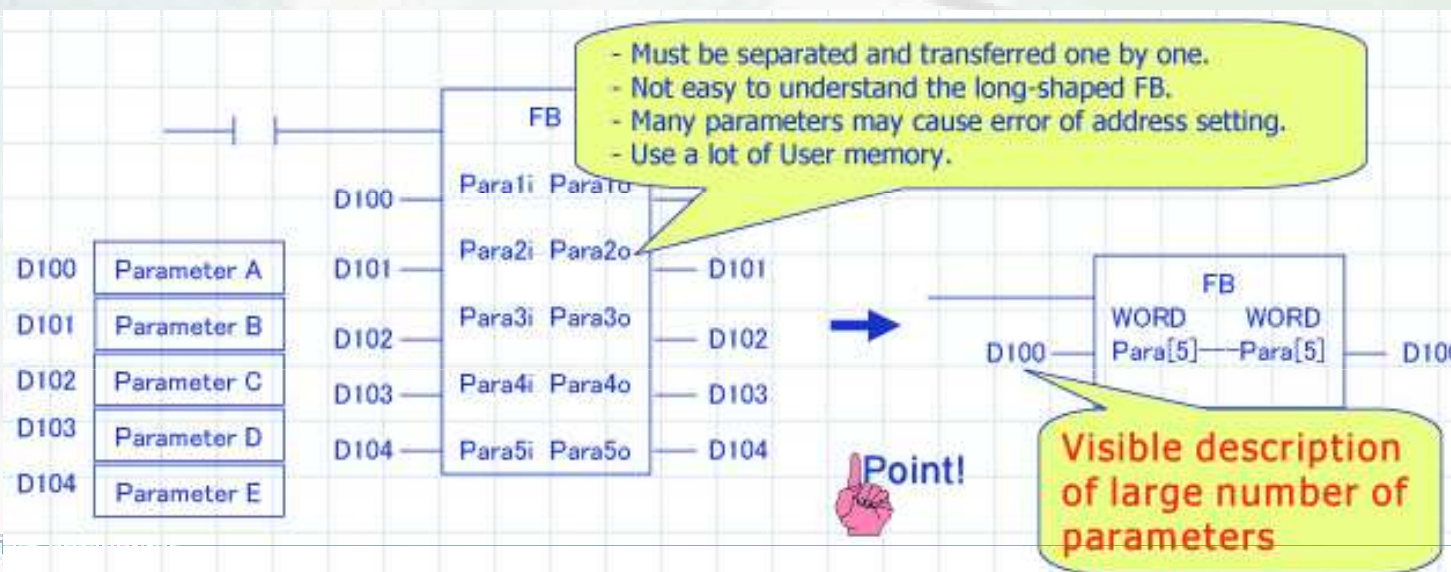 - Must be separated and transferred one by one.
- Not easy to understand the long-shaped FB.
- Many parameters may cause error of address setting.
- Use a lot of User memory.
FB
D100 Para1i
D100 Parameter A
D101 Para2i Para2o D101
D101 Parameter B
D102 Para3i Para3o D102
D102 Parameter C
D103 Para4i Para4o D103
D103 Parameter D
D104 Para5i Para5o D104
D104 Parameter E
FB
WORD WORD
D100 Para[5] Para[5] D100
Point!
Visible description
of large number of
parameters